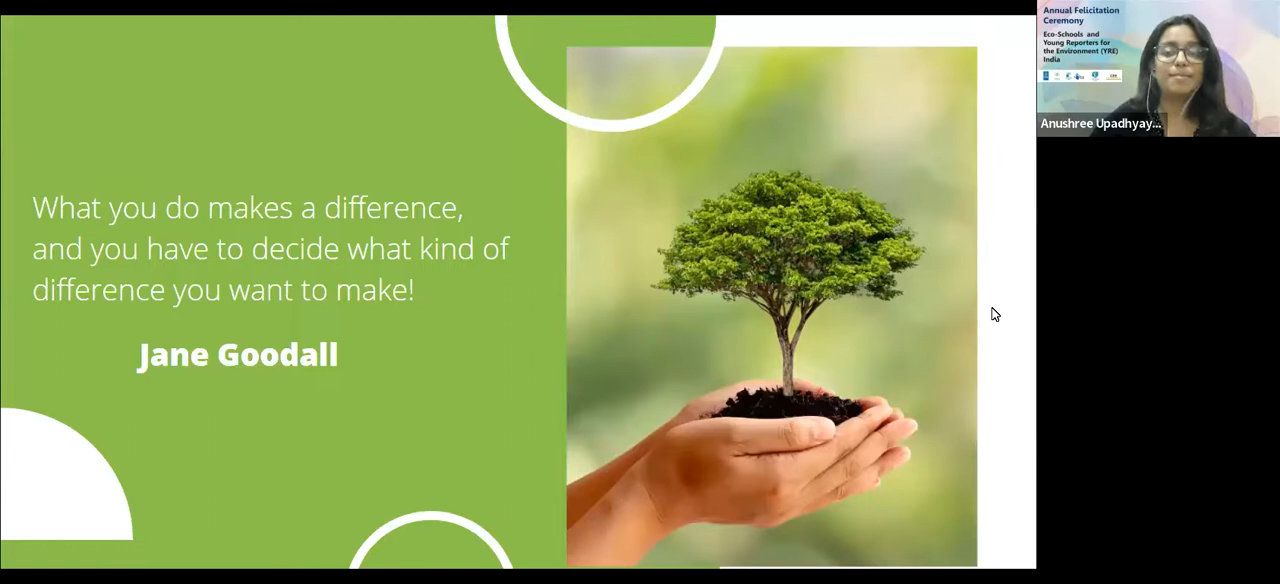 What you do makes a difference,
and you have to decide what kind of
difference you want to make!
Jane Goodall
Annual Felicitation
Ceremony
Eco-Schools and
Young Reporters for
the Environment (YRE)
India
Anushree Upadhyay...